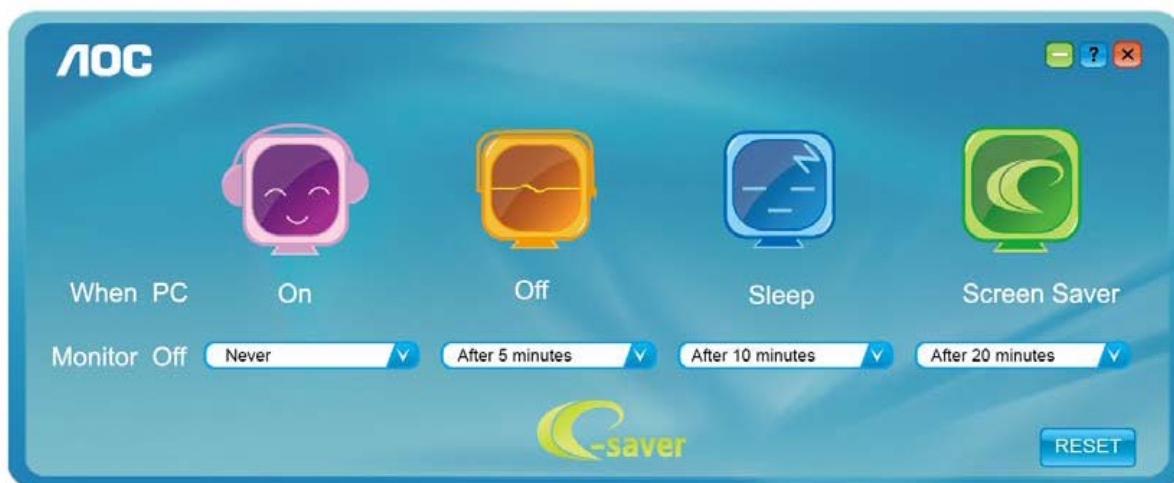 AOC
?
When PC On Off Sleep Screen Saver
Monitor Off Never After 5 minutes After 10 minutes After 20 minutes
e-saver
RESET